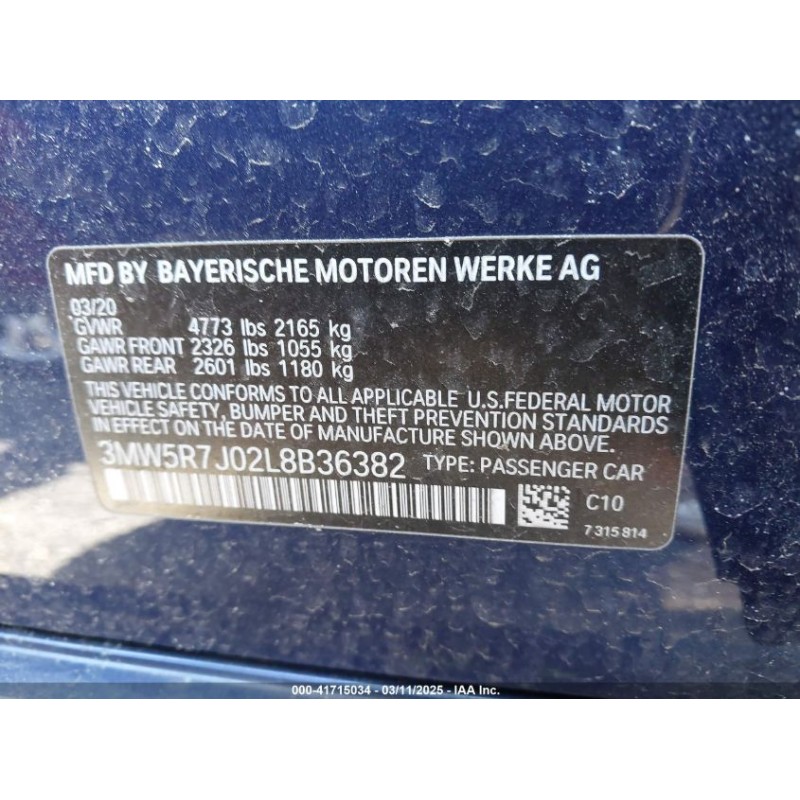 MFD BY BAYERISCHE MOTOREN WERKE AG
03/20
GVWR 4773 lbs 2165 kg
GAWR FRONT 2326 lbs 1055 kg
GAWR REAR 2601 lbs 1180 kg
THIS VEHICLE CONFORMS TO ALL APPLICABLE U.S.FEDERAL MOTOR
VEHICLE SAFETY, BUMPER AND THEFT PREVENTION STANDARDS
IN EFFECT ON THE DATE OF MANUFACTURE SHOWN ABOVE.
3MW5R7J02L8B36382 TYPE: PASSENGER CAR
C10
7315814
000-41715034 - 03/11/2025 - IAA Inc.